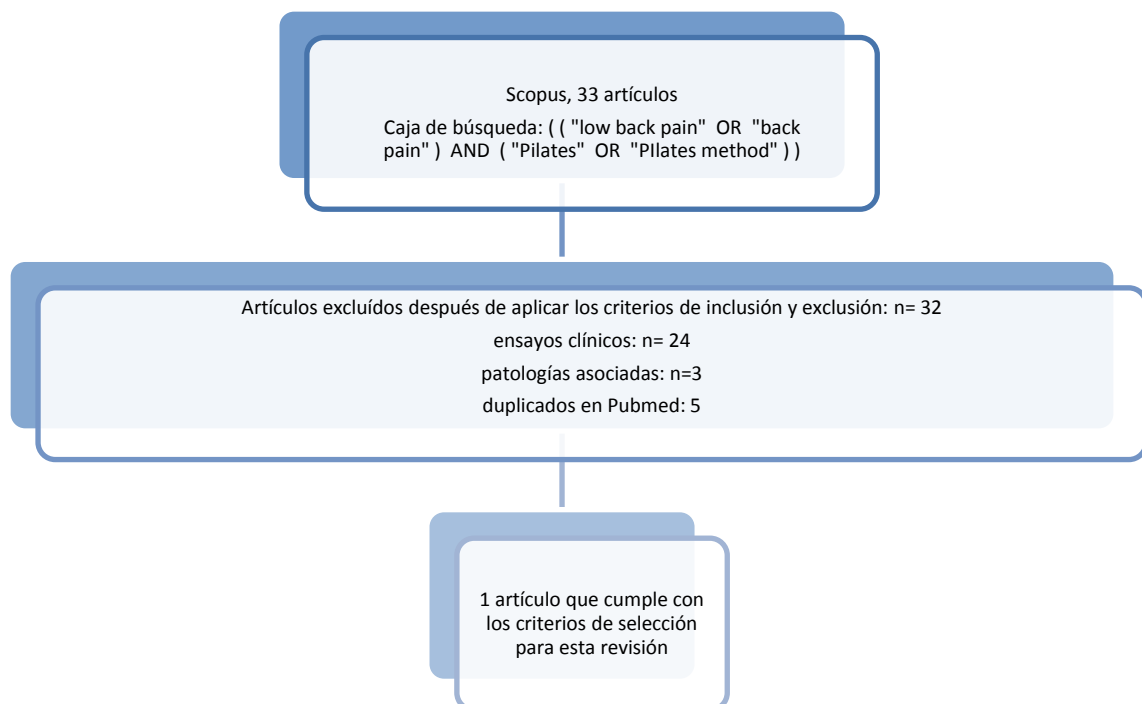 Scopus, 33 artículos
Caja de búsqueda: ( ( "low back pain" OR "back
pain" ) AND ( "Pilates" OR "PIlates method" ) )
Artículos excluídos después de aplicar los criterios de inclusión y exclusión: n= 32
ensayos clínicos: n= 24
patologías asociadas: n=3
duplicados en Pubmed: 5
1 artículo que cumple con
los criterios de selección
para esta revisión